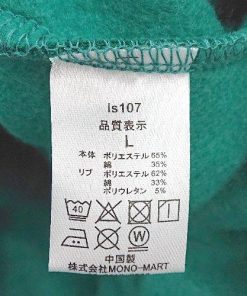 is107
品質表示
L
本体 ポリエステル 65%
綿 35%
リブ ポリエステル 62%
綿 33%
ポリウレタン 5%
40
W
中国製
株式会社MONO-MART